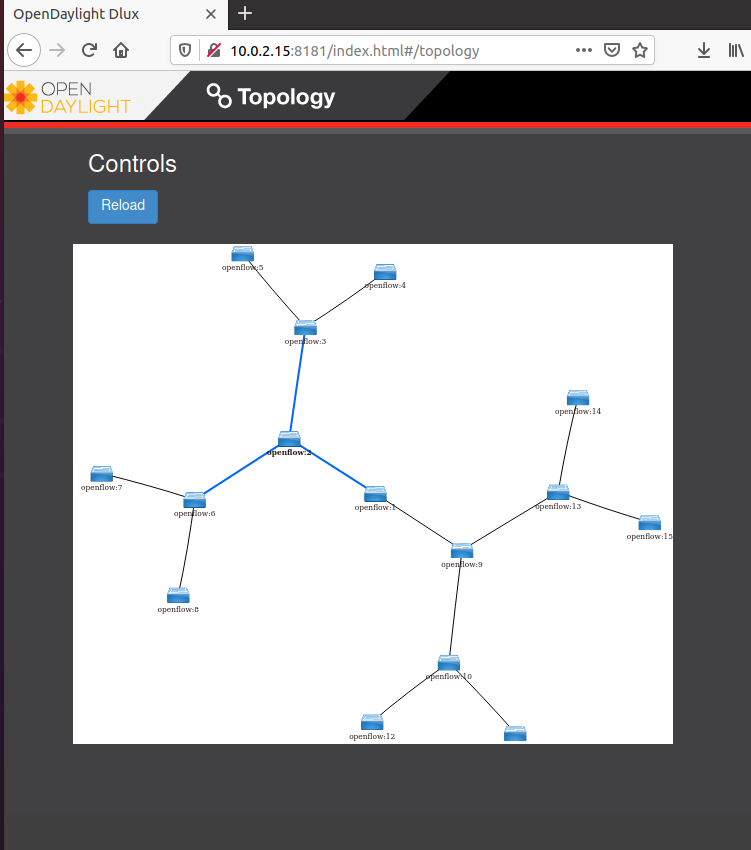 OpenDaylight Dlux
10.0.2.15:8181/index.html#/topology
OPEN
DAYLIGHT
Topology
Controls
Reload
openflow:5
openflow:4
openflow:3
openflow:14
openflow:2
openflow:7
openflow:6
openflow:1
openflow:13
openflow:15
openflow:9
openflow:8
openflow:10
openflow:12